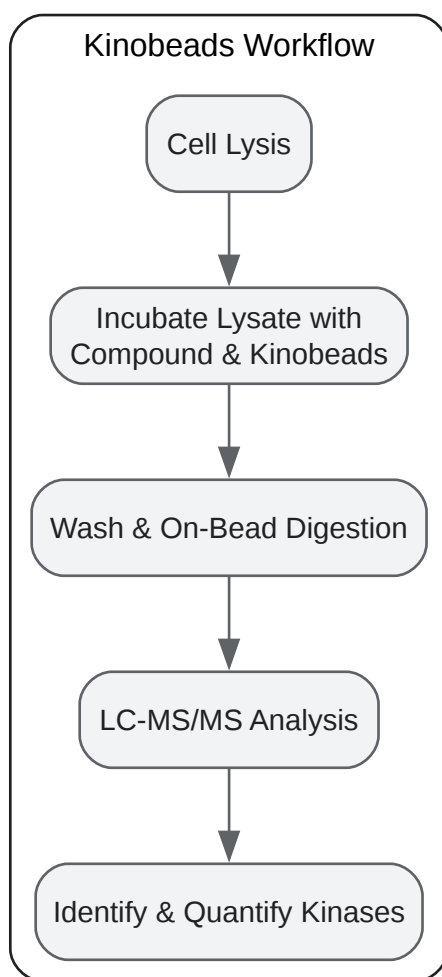 Kinobeads Workflow
Cell Lysis
Incubate Lysate with
Compound & Kinobeads
Wash & On-Bead Digestion
LC-MS/MS Analysis
Identify & Quantify Kinases